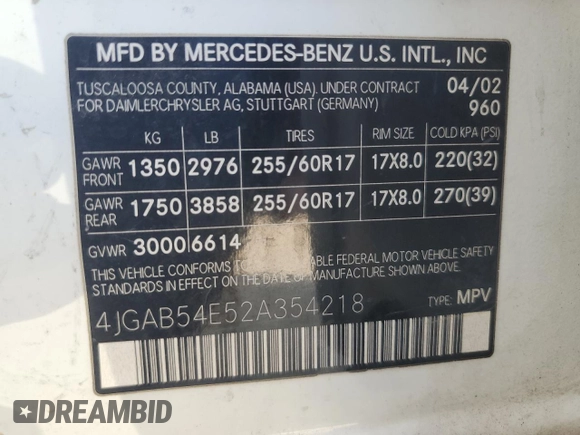 MFD BY MERCEDES-BENZ U.S. INTL., INC
TUSCALOOSA COUNTY, ALABAMA (USA). UNDER CONTRACT 04/02
FOR DAIMLERCHRYSLER AG, STUTTGART (GERMANY) 960
KG LB TIRES RIM SIZE COLD KPA (PSI)
GAWR FRONT 1350 2976 255/60R17 17X8.0 220(32)
GAWR REAR 1750 3858 255/60R17 17X8.0 270(39)
GVWR 3000 6614
THIS VEHICLE CONFORMS TO ABLE FEDERAL MOTOR VEHICLE SAFETY
STANDARDS IN EFFECT ON MANUFACTURE SHOWN ABOVE.
4JGAB54E52A354218 TYPE: MPV
DREAMBID